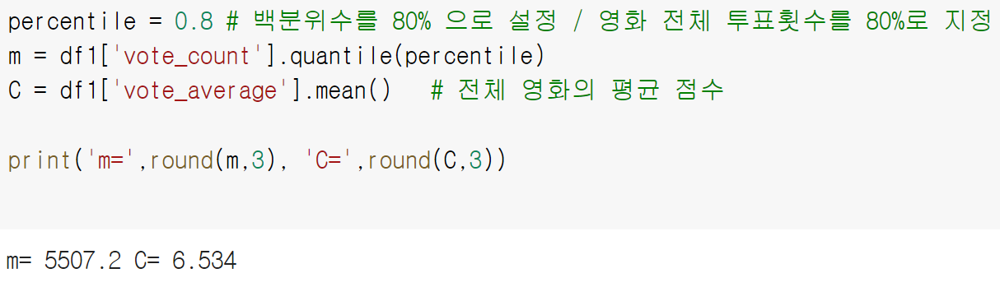 percentile = 0.8 # 백분위수를 80% 으로 설정 / 영화 전체 투표횟수를 80%로 지정
m = df1['vote_count'].quantile(percentile)
C = df1['vote_average'].mean()   # 전체 영화의 평균 점수
print('m=',round(m,3), 'C=',round(C,3))
m= 5507.2 C= 6.534